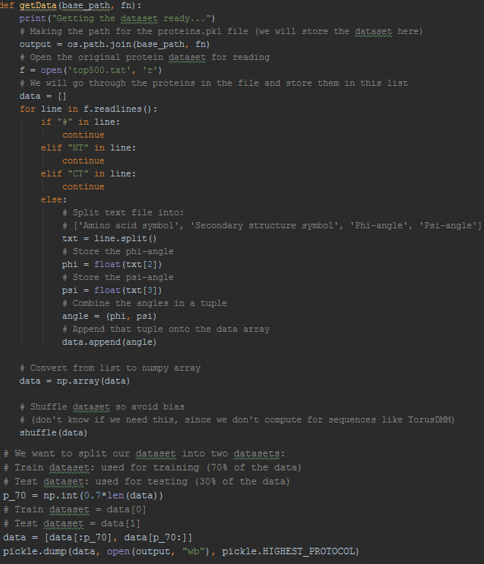 def getData(base_path, fn):
    print("Getting the dataset ready...")
    # Making the path for the proteins.pkl file (we will store the dataset here)
    output = os.path.join(base_path, fn)
    # Open the original protein dataset for reading
    f = open('top500.txt', 'r')
    # We will go through the proteins in the file and store them in this list
    data = []
    for line in f.readlines():
        if "#" in line:
            continue
        elif "NT" in line:
            continue
        elif "CT" in line:
            continue
        else:
            # Split text file into:
            # ['Amino acid symbol', 'Secondary structure symbol', 'Phi-angle', 'Psi-angle']
            txt = line.split()
            # Store the phi-angle
            phi = float(txt[2])
            # Store the psi-angle
            psi = float(txt[3])
            # Combine the angles in a tuple
            angle = (phi, psi)
            # Append that tuple onto the data array
            data.append(angle)
    # Convert from list to numpy array
    data = np.array(data)
    # Shuffle dataset so avoid bias
    # (don't know if we need this, since we don't compute for sequences like TorusDMM)
    shuffle(data)
# We want to split our dataset into two datasets:
# Train dataset: used for training (70% of the data)
# Test dataset: used for testing (30% of the data)
p_70 = np.int(0.7*len(data))
# Train dataset = data[0]
# Test dataset = data[1]
data = [data[:p_70], data[p_70:]]
pickle.dump(data, open(output, "wb"), pickle.HIGHEST_PROTOCOL)